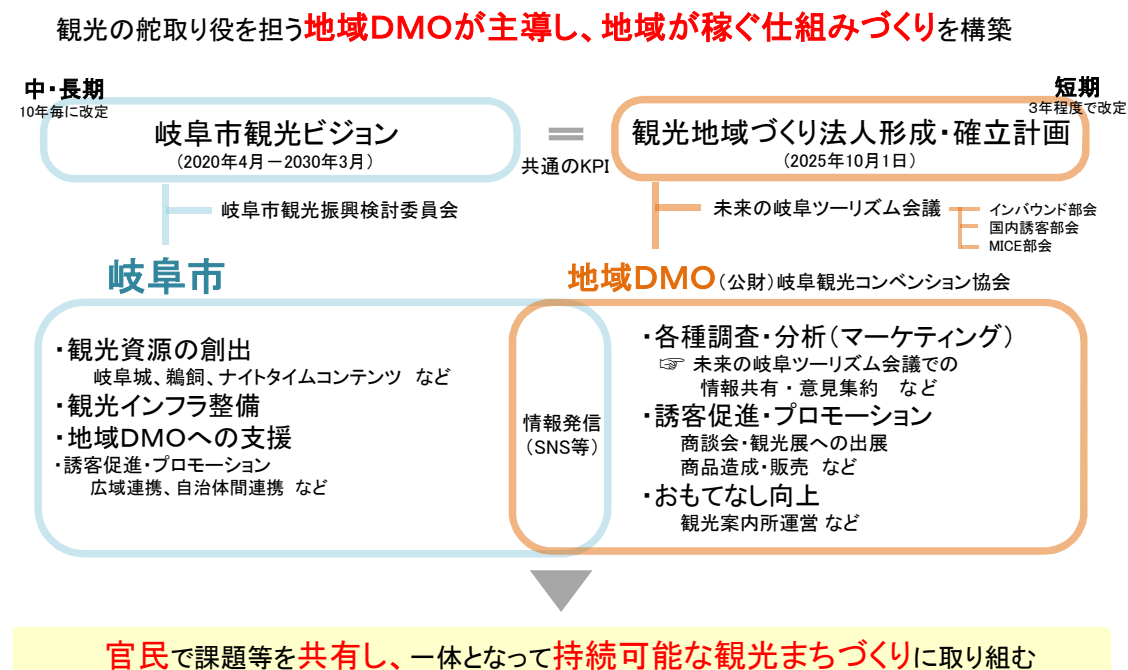 観光の舵取り役を担う地域DMOが主導し、地域が稼ぐ仕組みづくりを構築
中・長期
10年毎に改定
岐阜市観光ビジョン
(2020年4月－2030年3月)
＝
共通のKPI
短期
3年程度で改定
観光地域づくり法人形成・確立計画
(2025年10月1日)
岐阜市観光振興検討委員会
未来の岐阜ツーリズム会議
インバウンド部会
国内誘客部会
MICE部会
岐阜市
・観光資源の創出
岐阜城、鵜飼、ナイトタイムコンテンツ など
・観光インフラ整備
・地域DMOへの支援
・誘客促進・プロモーション
広域連携、自治体間連携 など
情報発信
(SNS等)
地域DMO(公財)岐阜観光コンベンション協会
・各種調査・分析(マーケティング)
☞ 未来の岐阜ツーリズム会議での
情報共有・意見集約 など
・誘客促進・プロモーション
商談会・観光展への出展
商品造成・販売 など
・おもてなし向上
観光案内所運営 など
官民で課題等を共有し、一体となって持続可能な観光まちづくりに取り組む